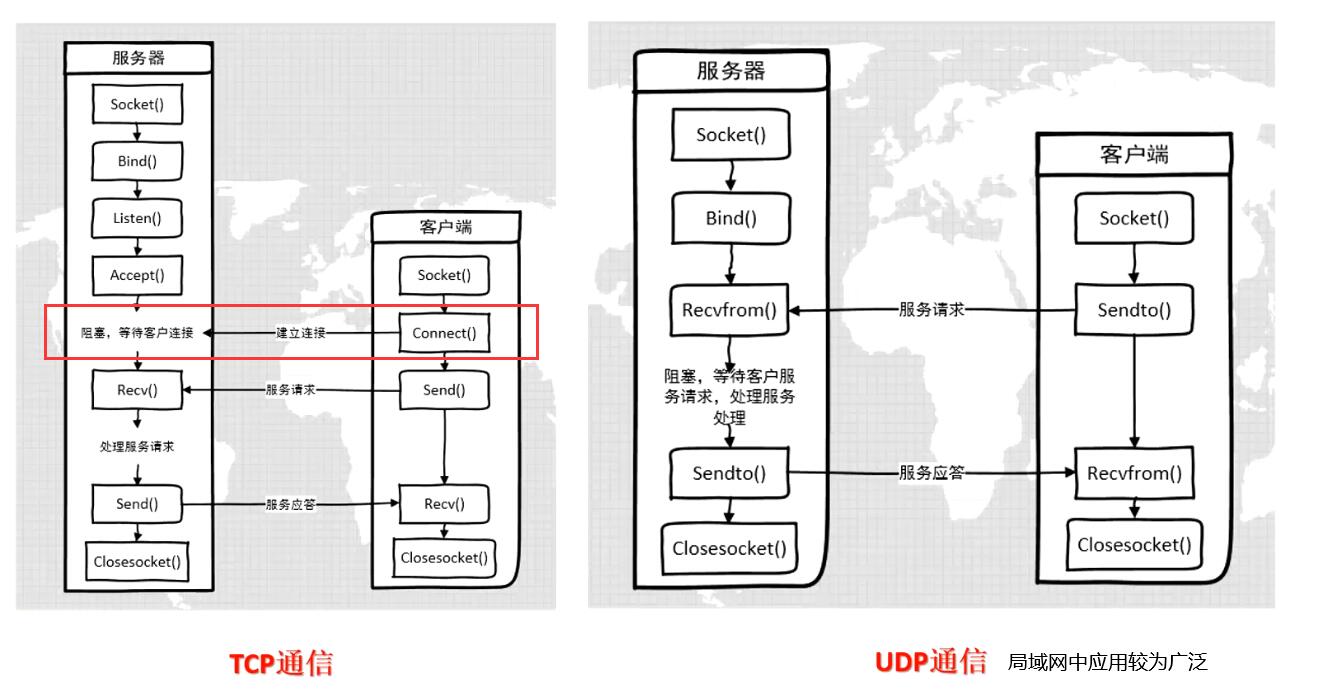 服务器
Socket()
Bind()
Listen()
Accept()
阻塞，等待客户连接
Recv()
处理服务请求
Send()
Closesocket()
建立连接
服务请求
服务应答
客户端
Socket()
Connect()
Send()
Recv()
Closesocket()
TCP通信
服务器
Socket()
Bind()
Recvfrom()
阻塞，等待客户服
务请求，处理服务
处理
Sendto()
Closesocket()
服务请求
服务应答
客户端
Socket()
Sendto()
Recvfrom()
Closesocket()
UDP通信 局域网中应用较为广泛